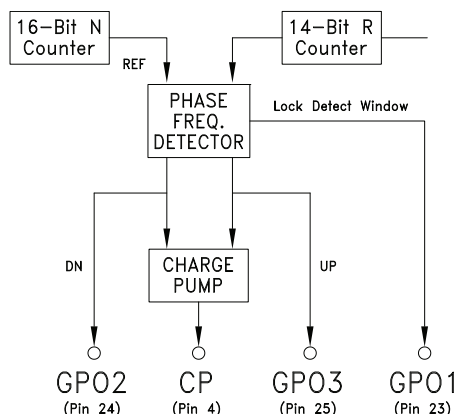 16-Bit N
Counter
14-Bit R
Counter
REF
PHASE
FREQ.
DETECTOR
Lock Detect Window
DN
CHARGE
PUMP
UP
GPO2
(Pin 24)
CP
(Pin 4)
GPO3
(Pin 25)
GPO1
(Pin 23)